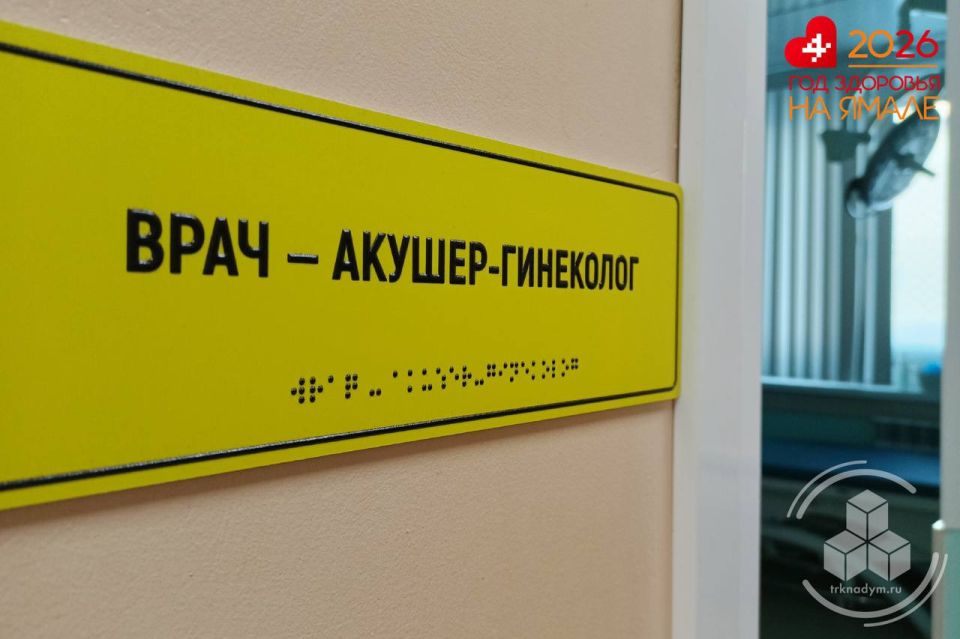 2026
ГОД ЗДОРОВЬЯ
НА ЯМАЛЕ
ВРАЧ – АКУШЕР-ГИНЕКОЛОГ
trknadym.ru